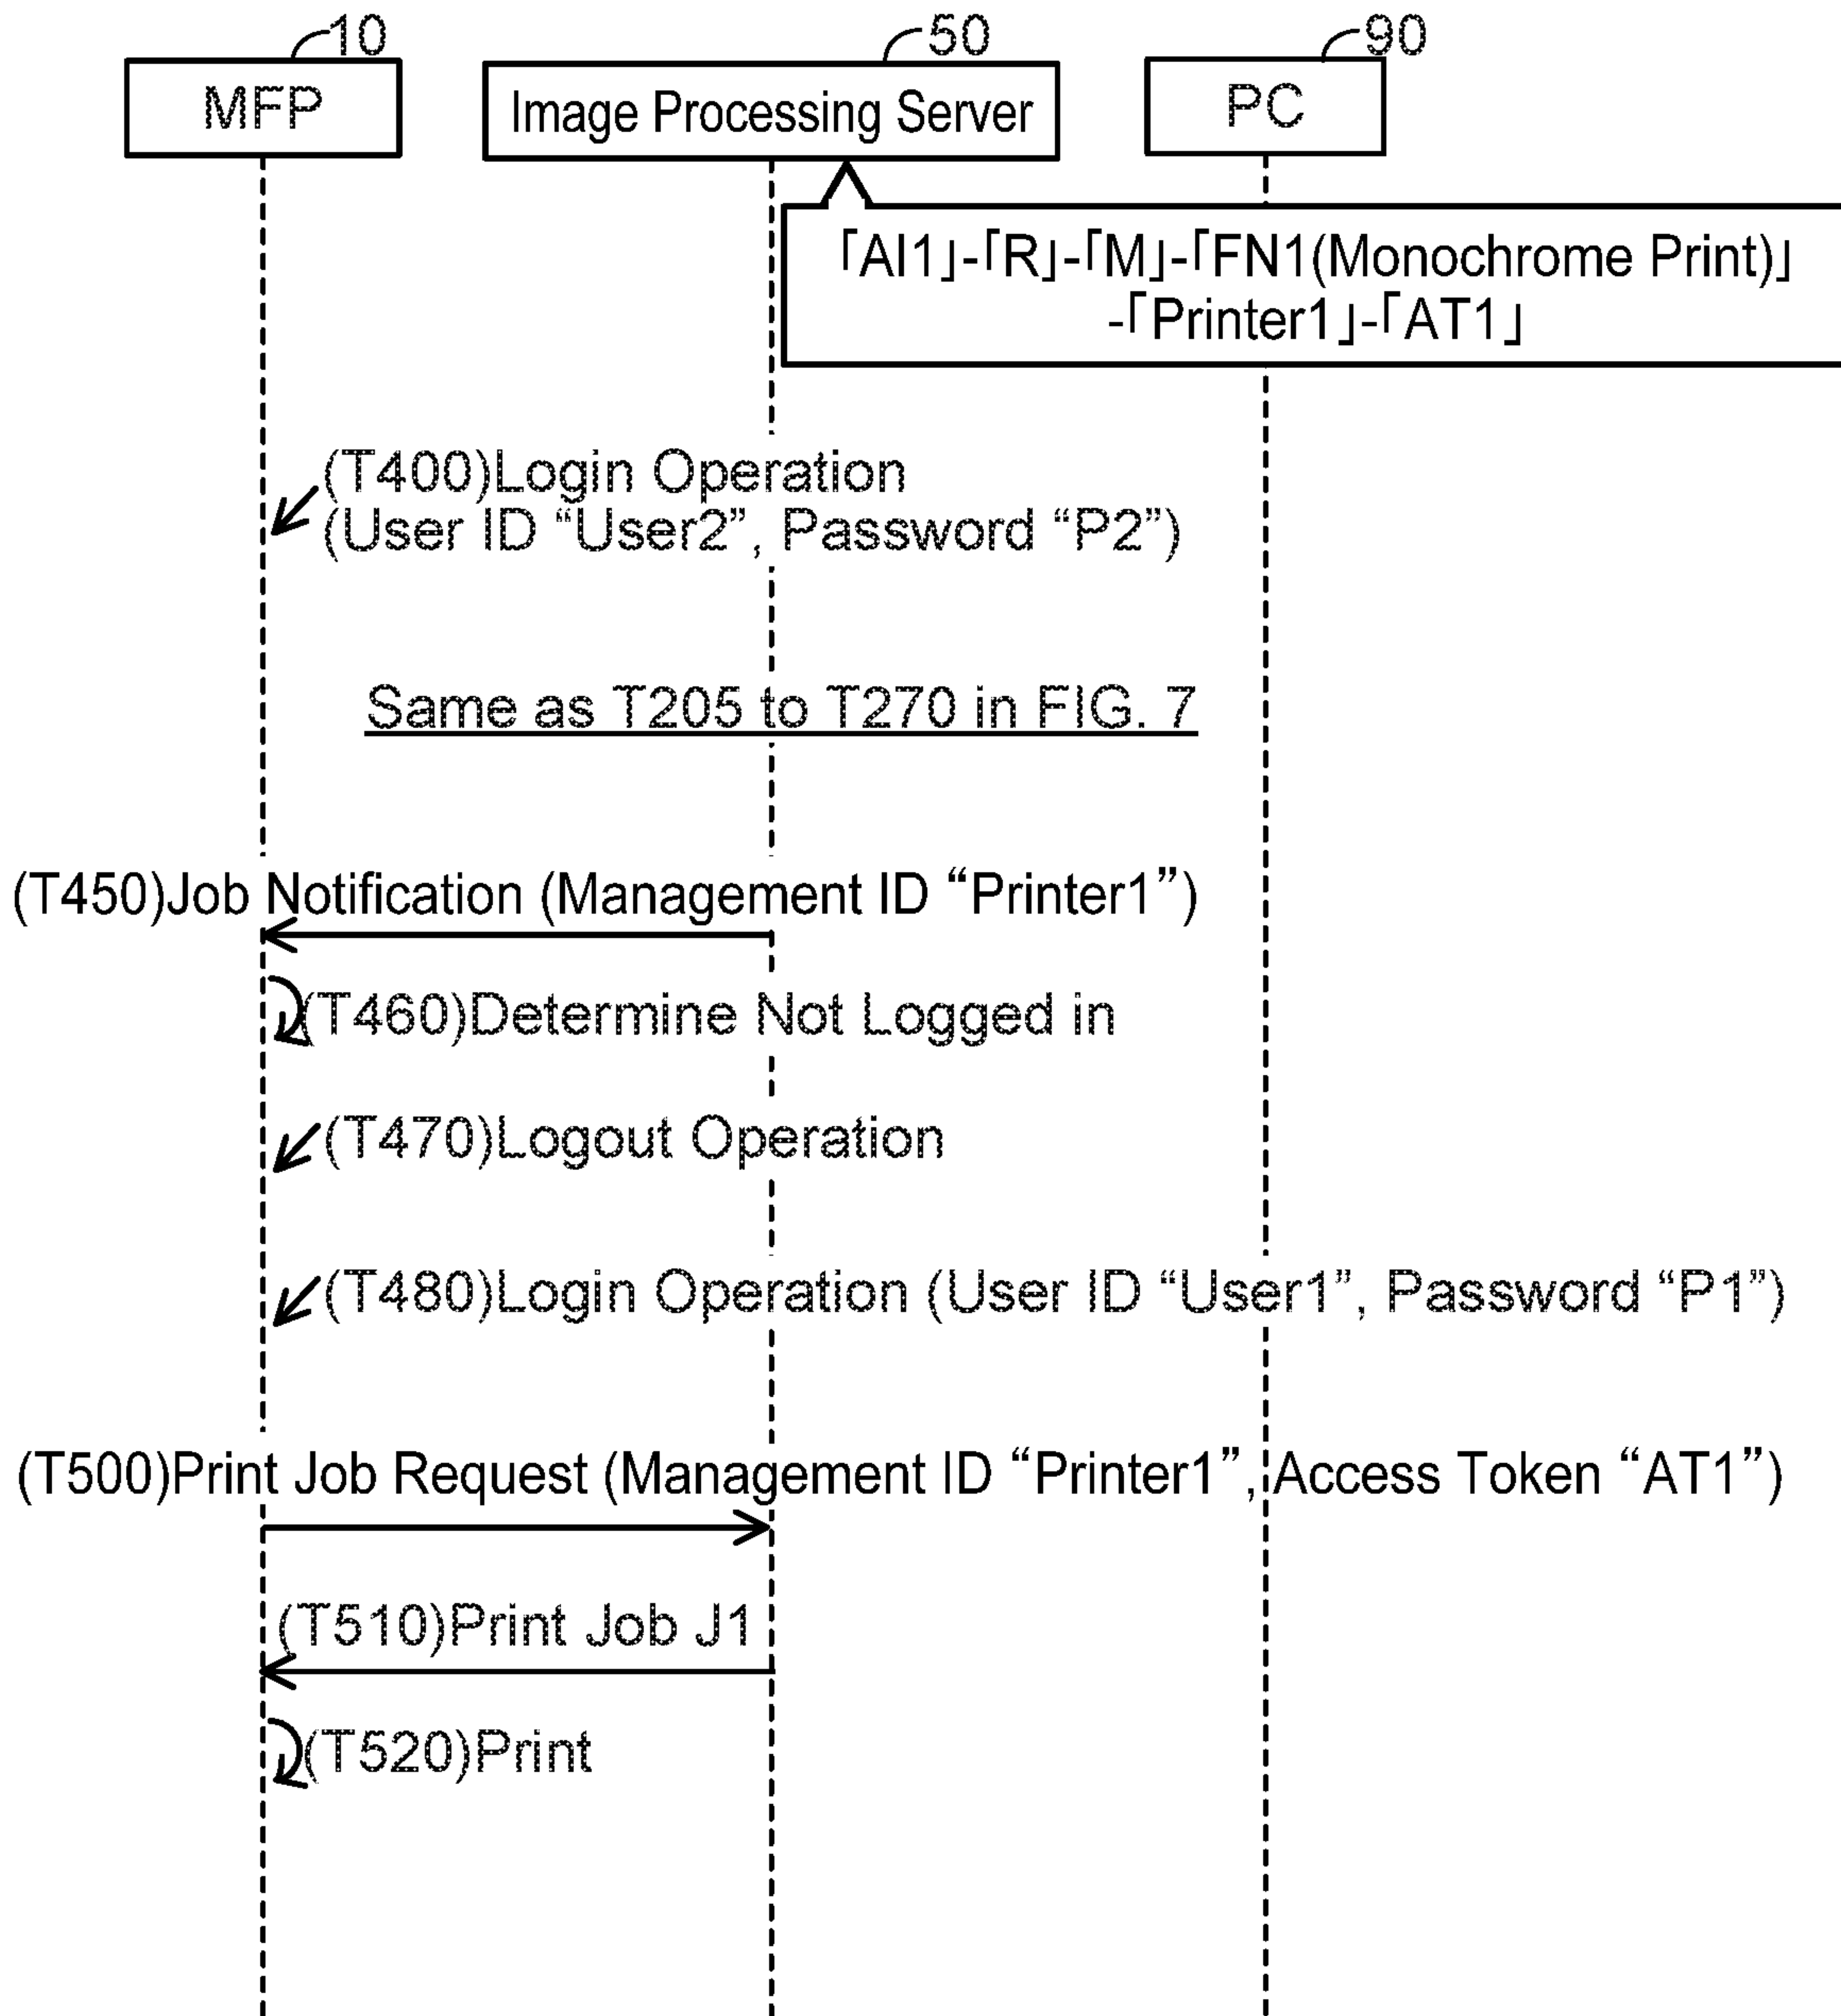 10
50
90
MFP
Image Processing Server
PC
「AI1」-「R」-「M」-「FN1(Monochrome Print)」
-「Printer1」-「AT1」
(T400)Login Operation
(User ID “User2”, Password “P2”)
Same as T205 to T270 in FIG. 7
(T450)Job Notification (Management ID “Printer1”)
(T460)Determine Not Logged in
(T470)Logout Operation
(T480)Login Operation (User ID “User1”, Password “P1”)
(T500)Print Job Request (Management ID “Printer1”, Access Token “AT1”)
(T510)Print Job J1
(T520)Print